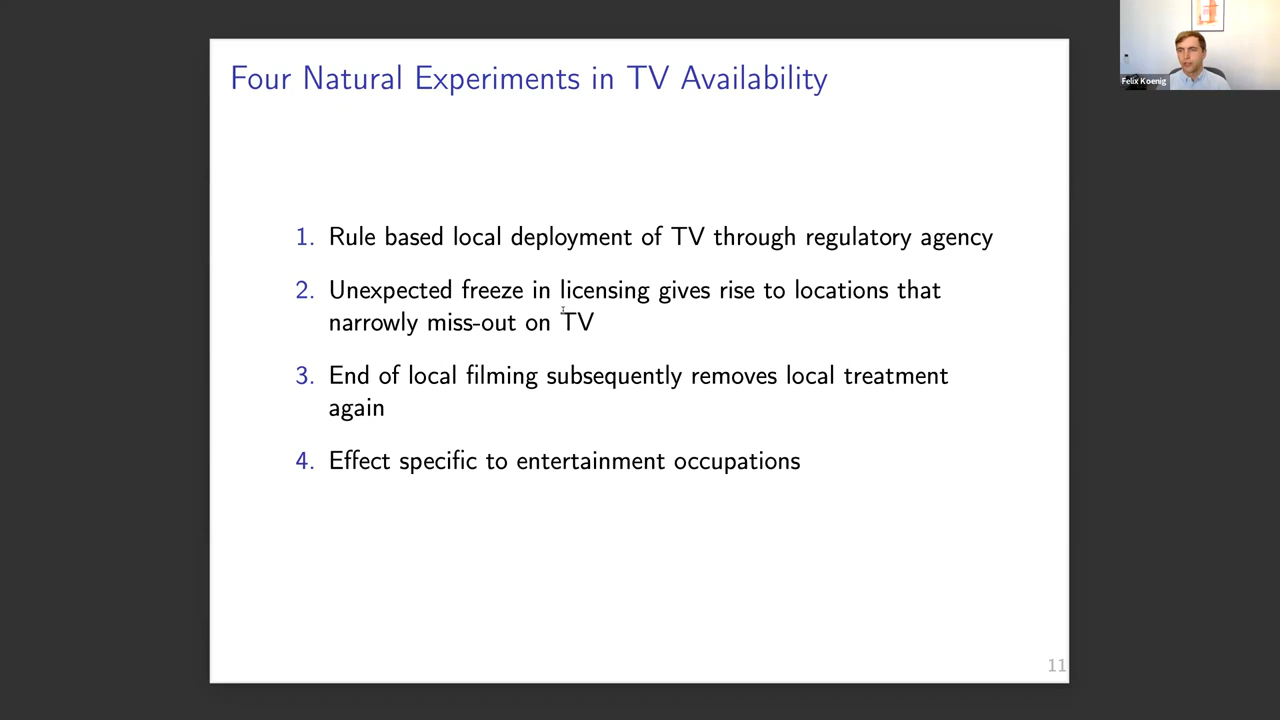 Four Natural Experiments in TV Availability
Felix Koenig
1. Rule based local deployment of TV through regulatory agency
2. Unexpected freeze in licensing gives rise to locations that
narrowly miss-out on TV
3. End of local filming subsequently removes local treatment
again
4. Effect specific to entertainment occupations
11